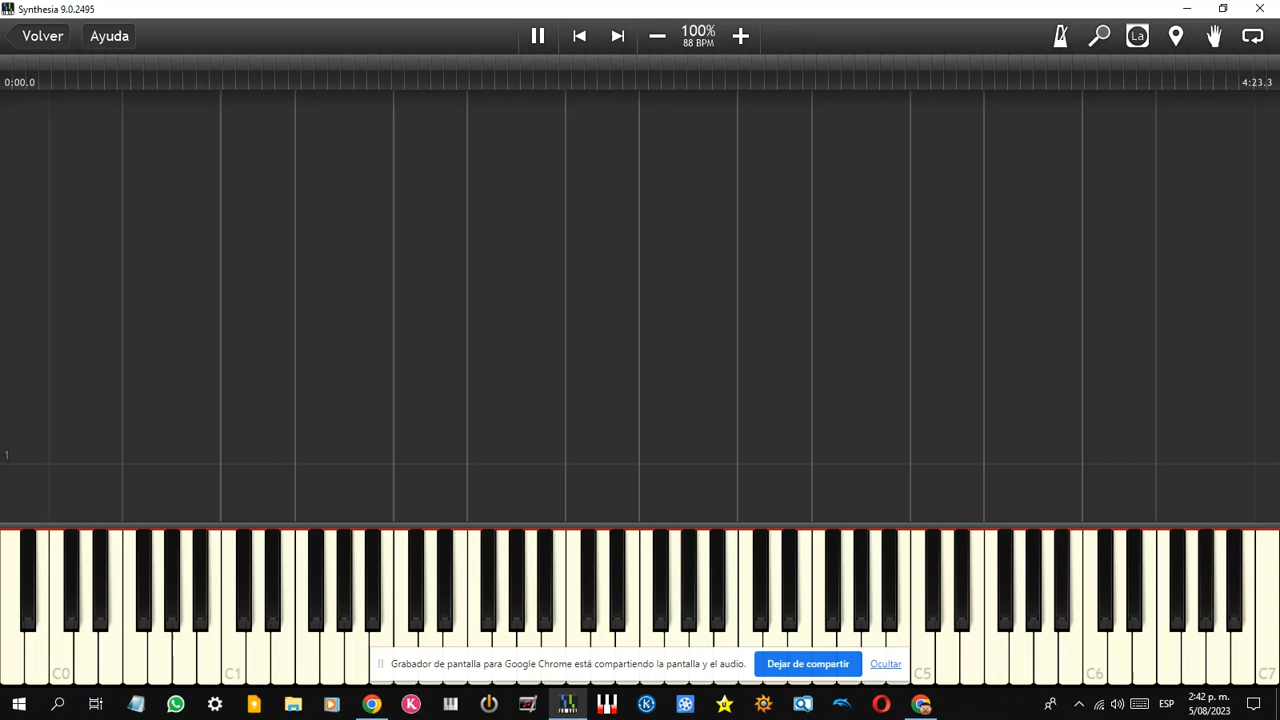 Synthesia 9.0.2495
Volver
Ayuda
100%
88 BPM
La
0:00.0
4:23.3
1
C0
C1
C5
C6
C7
Grabador de pantalla para Google Chrome está compartiendo la pantalla y el audio.
Dejar de compartir
Ocultar
ESP
2:42 p. m.
5/08/2023